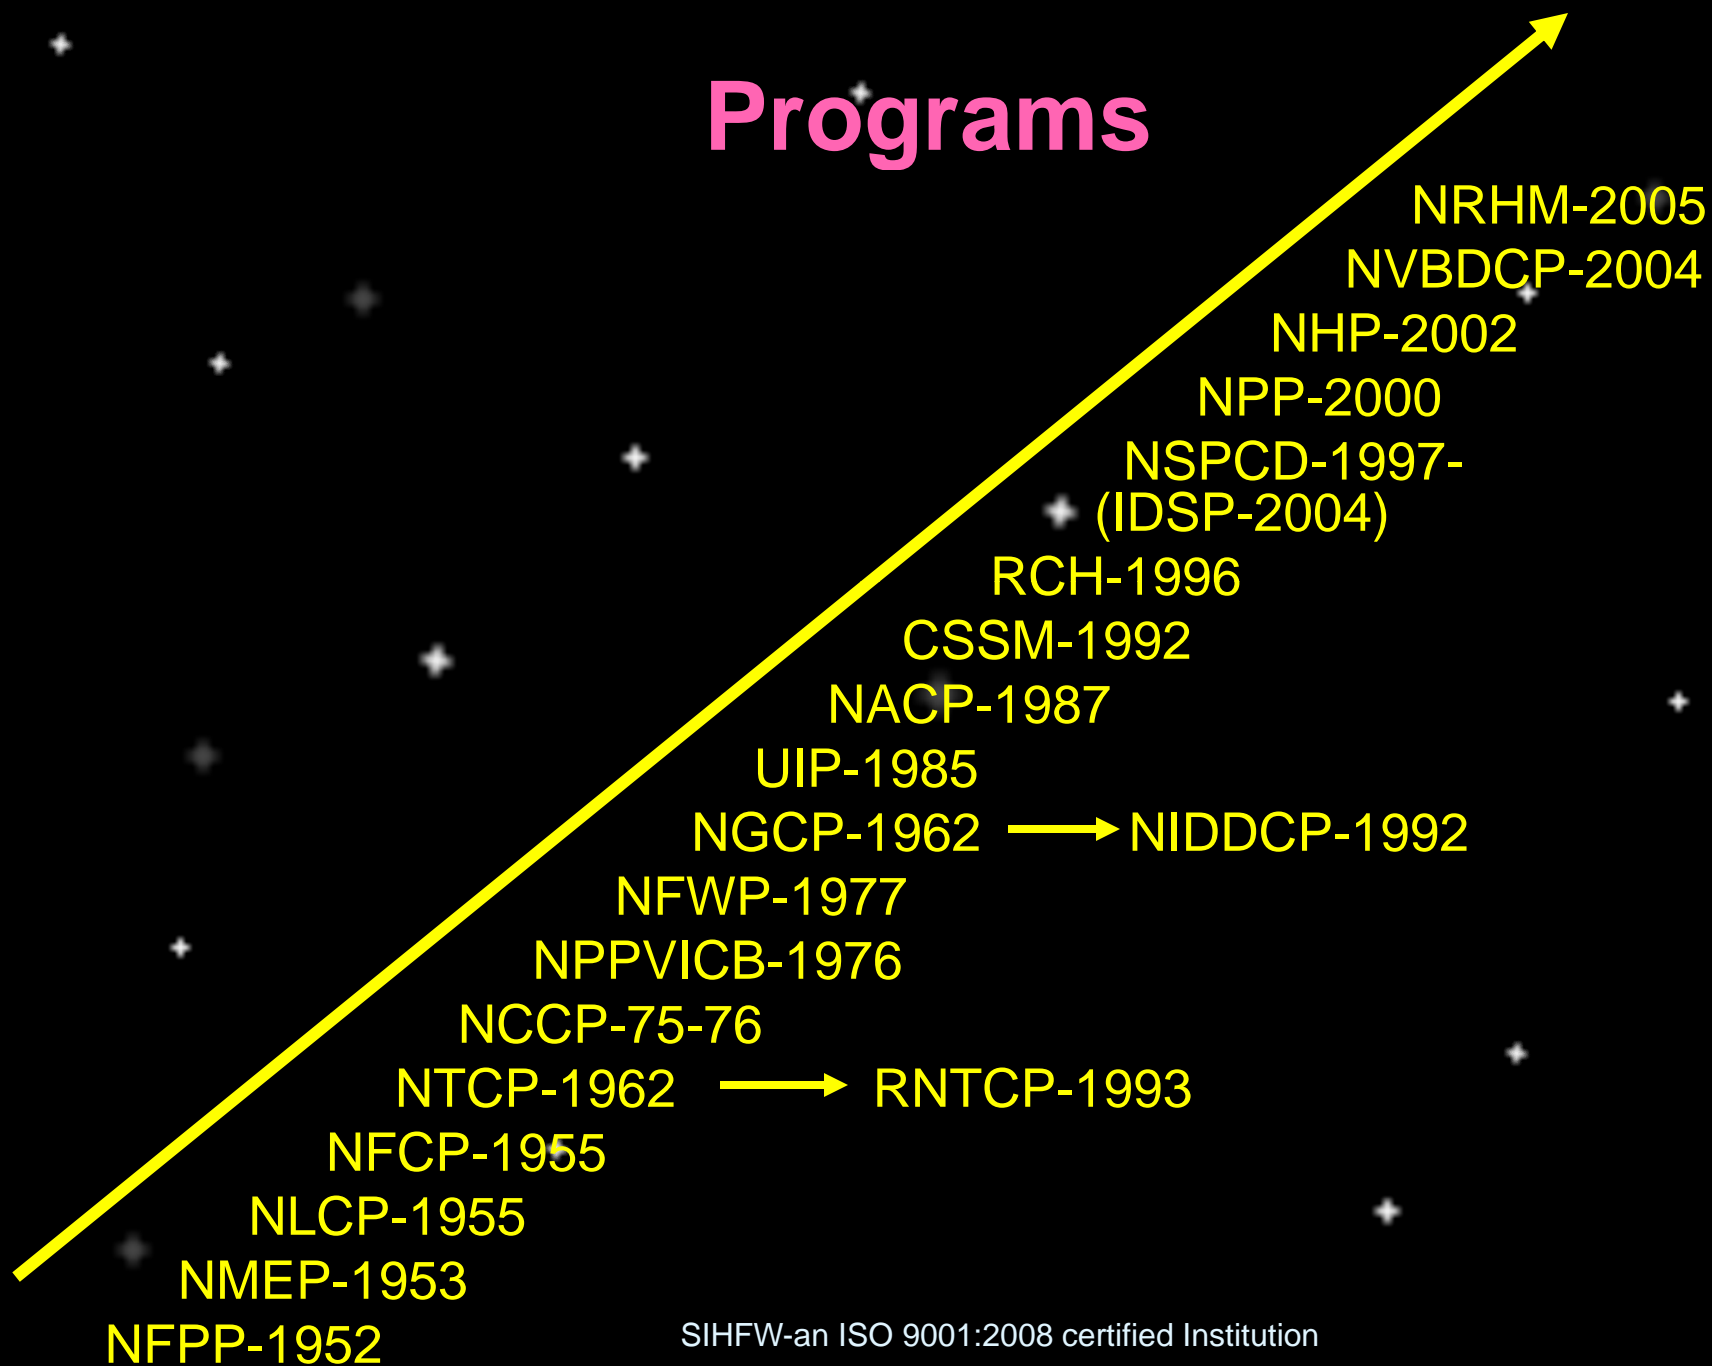 Programs
NRHM-2005
NVBDCP-2004
NHP-2002
NPP-2000
NSPCD-1997-
(IDSP-2004)
RCH-1996
CSSM-1992
NACP-1987
UIP-1985
NGCP-1962 NIDDCP-1992
NFWP-1977
NPPVICB-1976
NCCP-75-76
NTCP-1962 RNTCP-1993
NFCP-1955
NLCP-1955
NMEP-1953
NFPP-1952
SIHFW-an ISO 9001:2008 certified Institution